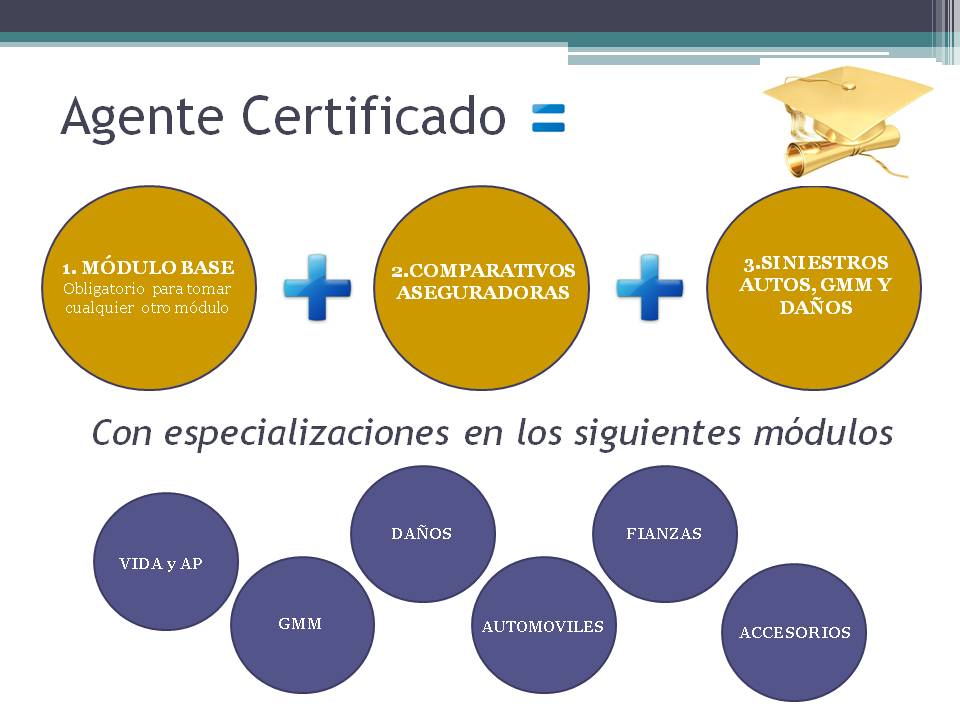 Agente Certificado =
1. MÓDULO BASE
Obligatorio para tomar
cualquier otro módulo
+
2.COMPARATIVOS
ASEGURADORAS
+
3.SINIESTROS
AUTOS, GMM Y
DAÑOS
Con especializaciones en los siguientes módulos
VIDA y AP
GMM
DAÑOS
AUTOMOVILES
FIANZAS
ACCESORIOS